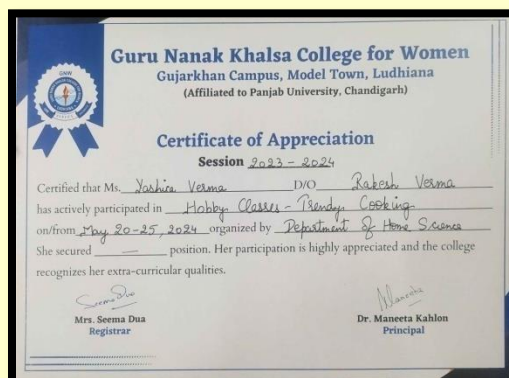 Guru Nanak Khalsa College for Women
Gujarkhan Campus, Model Town, Ludhiana
(Affiliated to Panjab University, Chandigarh)
Certificate of Appreciation
Session 2023 - 2024
Certified that Ms. Yashica Verma D/O Rakesh Verma
has actively participated in Hobby Classes - Trendy Cooking
on/from May 20-25, 2024 organized by Department of Home Science
She secured — position. Her participation is highly appreciated and the college
recognizes her extra-curricular qualities.
Seema Dua
Maneeta
Mrs. Seema Dua
Dr. Maneeta Kahlon
Registrar
Principal